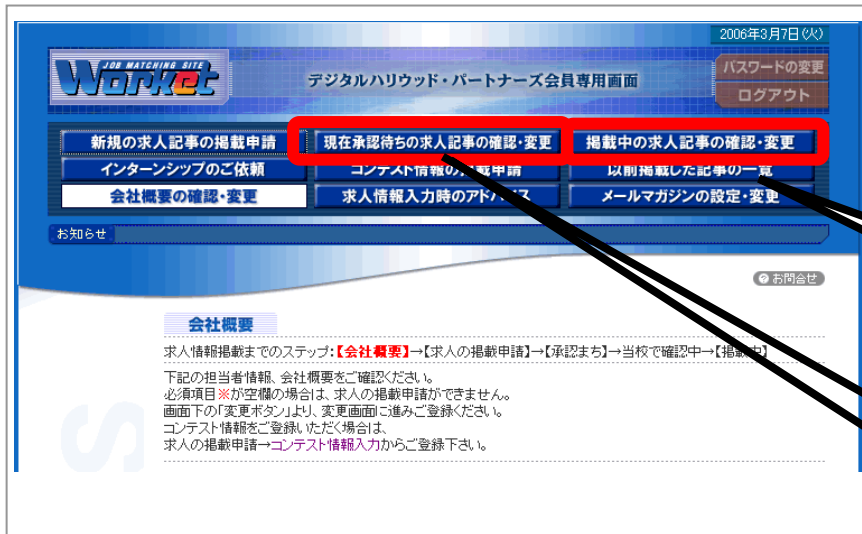 2006年3月7日(火)
JOB MATCHING SITE
Worket
デジタルハリウッド・パートナーズ会員専用画面
パスワードの変更
ログアウト
新規の求人記事の掲載申請
現在承認待ちの求人記事の確認・変更
掲載中の求人記事の確認・変更
インターンシップのご依頼
コンテスト情報の掲載申請
以前掲載した記事の一覧
会社概要の確認・変更
求人情報入力時のアドバイス
メールマガジンの設定・変更
お知らせ
お問合せ
会社概要
求人情報掲載までのステップ:【会社概要】→【求人の掲載申請】→【承認まち】→当校で確認中→【掲載中】
下記の担当者情報、会社概要をご確認ください。
必須項目※が空欄の場合は、求人の掲載申請ができません。
画面下の「変更ボタン」より、変更画面に進みご登録ください。
コンテスト情報をご登録いただく場合は、
求人の掲載申請→コンテスト情報入力からご登録下さい。
S